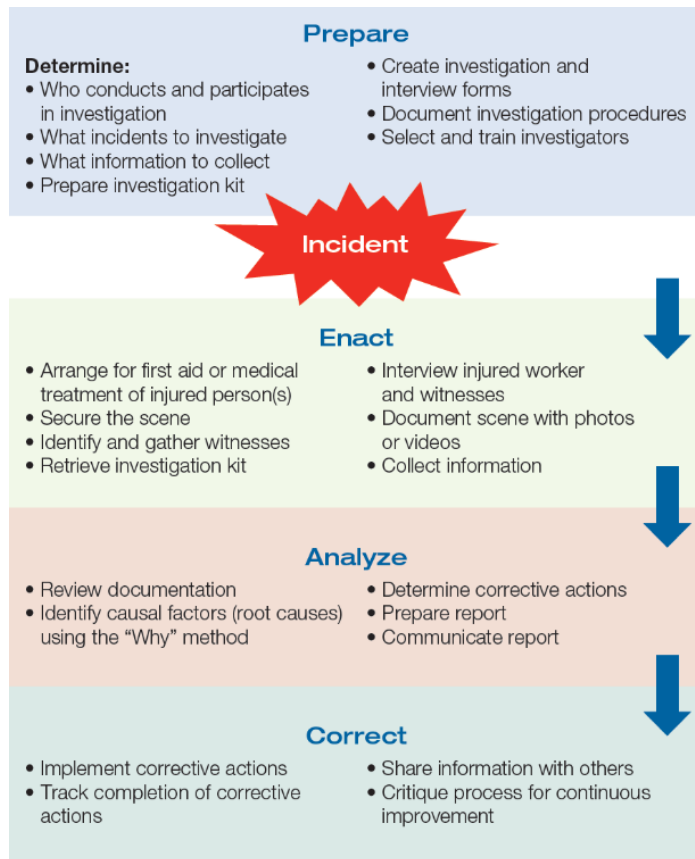 Prepare
Determine:
• Who conducts and participates
in investigation
• What incidents to investigate
• What information to collect
• Prepare investigation kit
• Create investigation and
interview forms
• Document investigation procedures
• Select and train investigators
Incident
Enact
• Arrange for first aid or medical
treatment of injured person(s)
• Secure the scene
• Identify and gather witnesses
• Retrieve investigation kit
• Interview injured worker
and witnesses
• Document scene with photos
or videos
• Collect information
Analyze
• Review documentation
• Identify causal factors (root causes)
using the “Why” method
• Determine corrective actions
• Prepare report
• Communicate report
Correct
• Implement corrective actions
• Track completion of corrective
actions
• Share information with others
• Critique process for continuous
improvement